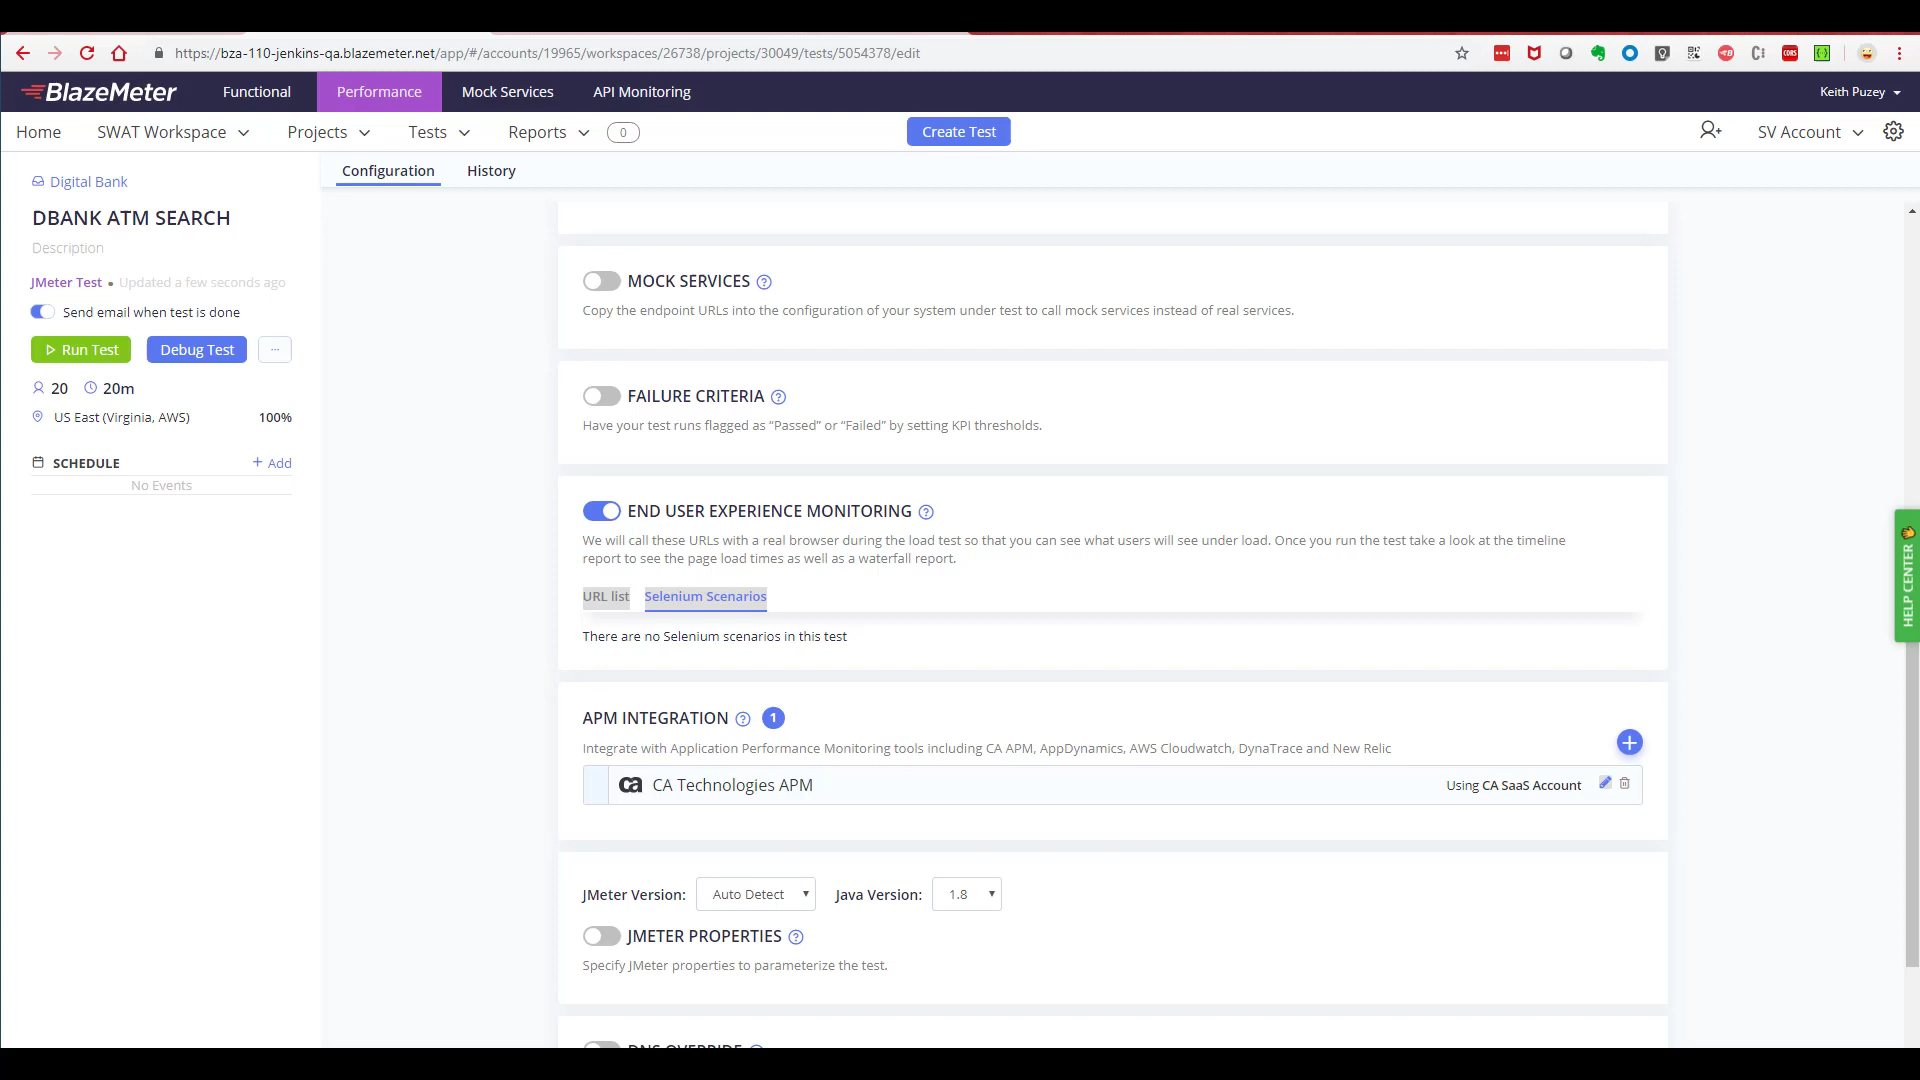 https://bza-110-jenkins-qa.blazemeter.net/app/#/accounts/19965/workspaces/26738/projects/30049/tests/5054378/edit
BlazeMeter Functional Performance Mock Services API Monitoring Keith Puzey
Home SWAT Workspace Projects Tests Reports 0 Create Test SV Account
Configuration History
Digital Bank
DBANK ATM SEARCH
Description
JMeter Test • Updated a few seconds ago
Send email when test is done
Run Test Debug Test ...
20 20m
US East (Virginia, AWS) 100%
SCHEDULE + Add
No Events
MOCK SERVICES ?
Copy the endpoint URLs into the configuration of your system under test to call mock services instead of real services.
FAILURE CRITERIA ?
Have your test runs flagged as “Passed” or “Failed” by setting KPI thresholds.
END USER EXPERIENCE MONITORING ?
We will call these URLs with a real browser during the load test so that you can see what users will see under load. Once you run the test take a look at the timeline
report to see the page load times as well as a waterfall report.
URL list Selenium Scenarios
There are no Selenium scenarios in this test
APM INTEGRATION ? 1
Integrate with Application Performance Monitoring tools including CA APM, AppDynamics, AWS Cloudwatch, DynaTrace and New Relic
ca CA Technologies APM Using CA SaaS Account
JMeter Version: Auto Detect Java Version: 1.8
JMETER PROPERTIES ?
Specify JMeter properties to parameterize the test.
DNS OVERRIDE
HELP CENTER